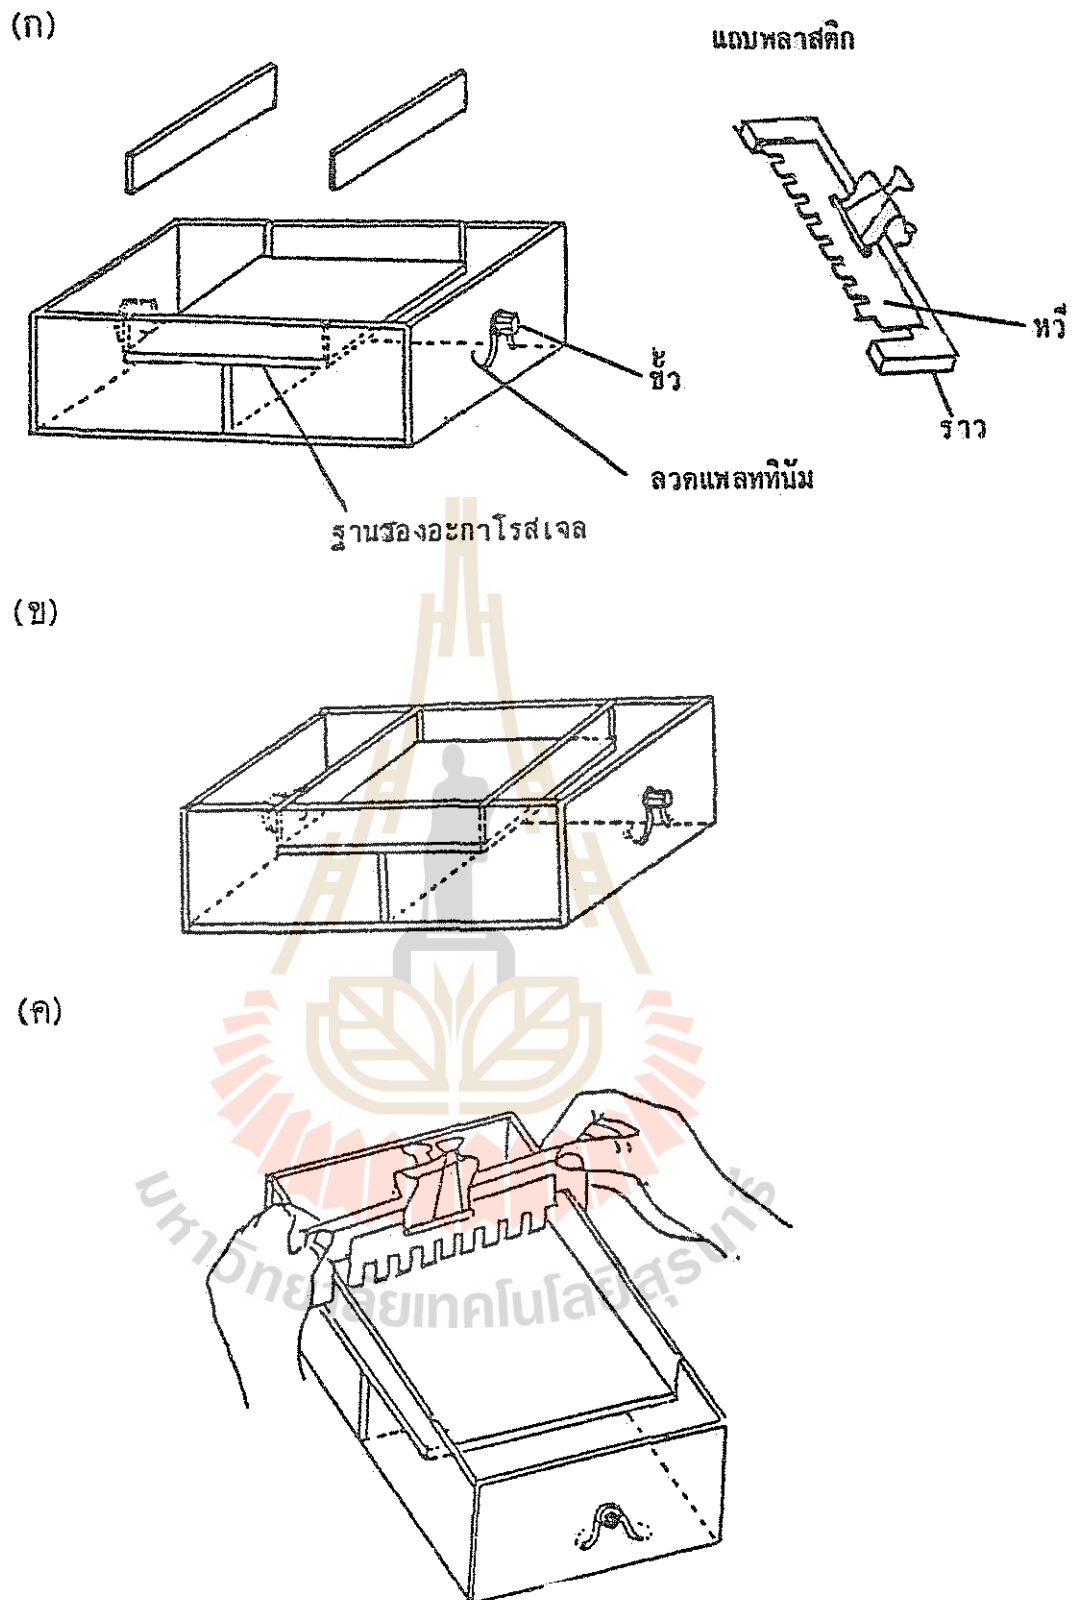 (ก)
แถบพลาสติก
หวี
ขั้ว
ราว
ลวดแพลททินัม
ฐานรองอะกาโรสเจล
(ข)
(ค)
มหาวิทยาลัยเทคโนโลยีสุรนารี